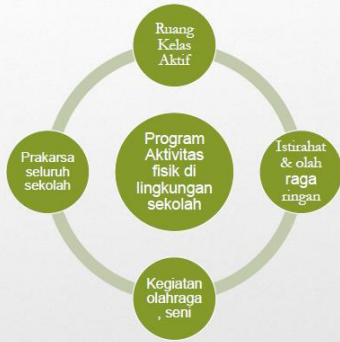 Ruang
Kelas
Aktif
Program
Aktivitas
fisik di
lingkungan
sekolah
Istirahat
& olah
raga
ringan
Kegiatan
olahraga
, seni
Prakarsa
seluruh
sekolah